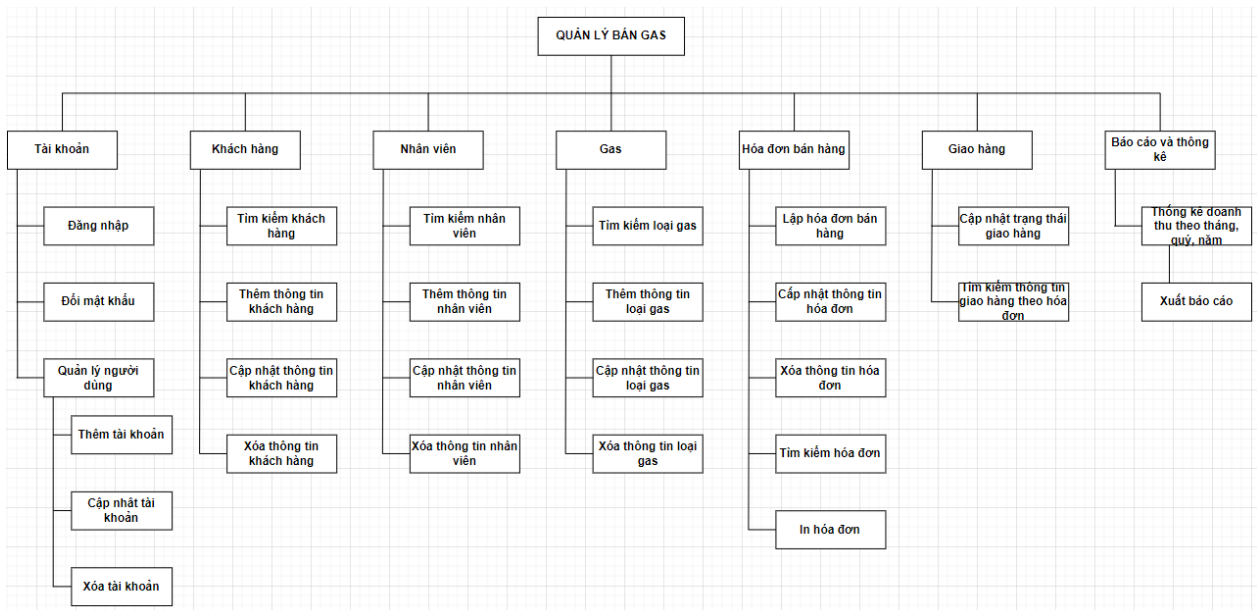 QUẢN LÝ BÁN GAS
Tài khoản
Khách hàng
Nhân viên
Gas
Hóa đơn bán hàng
Giao hàng
Báo cáo và thông
kê
Đăng nhập
Đổi mật khẩu
Quản lý người
dùng
Thêm tài khoản
Cập nhât tài
khoản
Xóa tài khoản
Tìm kiếm khách
hàng
Thêm thông tin
khách hàng
Cập nhật thông tin
khách hàng
Xóa thông tin
khách hàng
Tìm kiếm nhân
viên
Thêm thông tin
nhân viên
Cập nhật thông tin
nhân viên
Xóa thông tin nhân
viên
Tìm kiếm loại gas
Thêm thông tin
loại gas
Cập nhật thông tin
loại gas
Xóa thông tin loại
gas
Lập hóa đơn bán
hàng
Cấp nhật thông tin
hóa đơn
Xóa thông tin hóa
đơn
Tìm kiếm hóa đơn
In hóa đơn
Cập nhật trạng thái
giao hàng
Tìm kiếm thông tin
giao hàng theo hóa
đơn
Thống kê doanh
thu theo tháng,
quý, năm
Xuất báo cáo